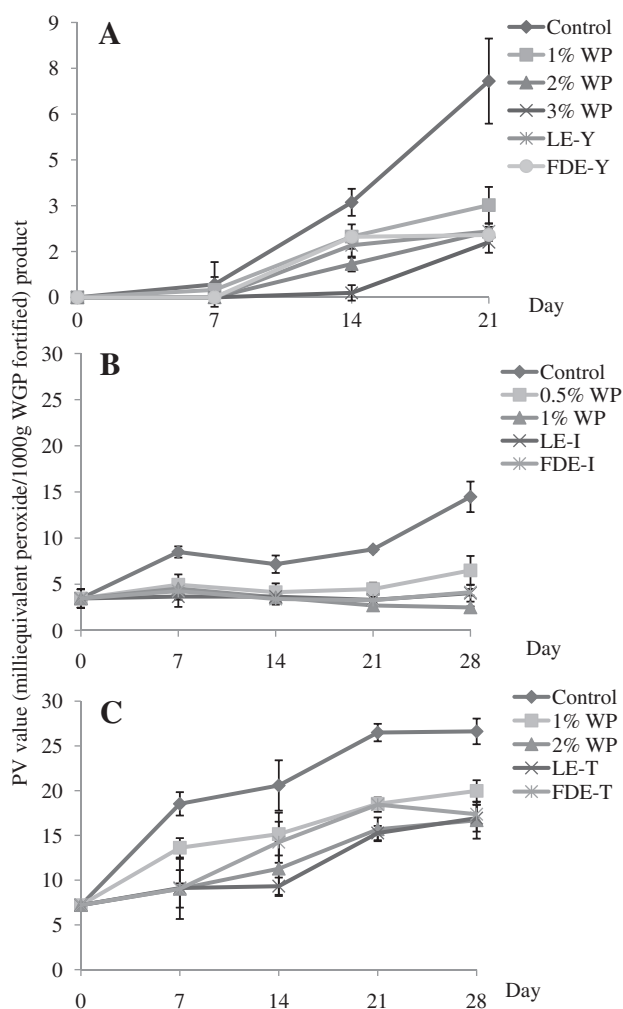 PV value (milliequivalent peroxide/1000g WGP fortified) product
A
9
8
6
5
3
2
0
0 7 14 21
Day
Control
1% WP
2% WP
3% WP
LE-Y
FDE-Y
B
30
25
20
15
10
5
0
0 7 14 21 28
Day
Control
0.5% WP
1% WP
LE-I
FDE-I
C
30
25
20
15
10
5
0
0 7 14 21 28
Day
Control
1% WP
2% WP
LE-T
FDE-T